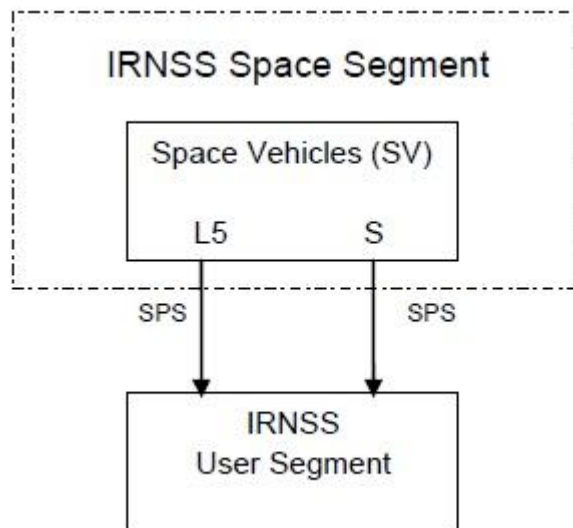 IRNSS Space Segment
Space Vehicles (SV)
L5 S
SPS SPS
IRNSS
User Segment